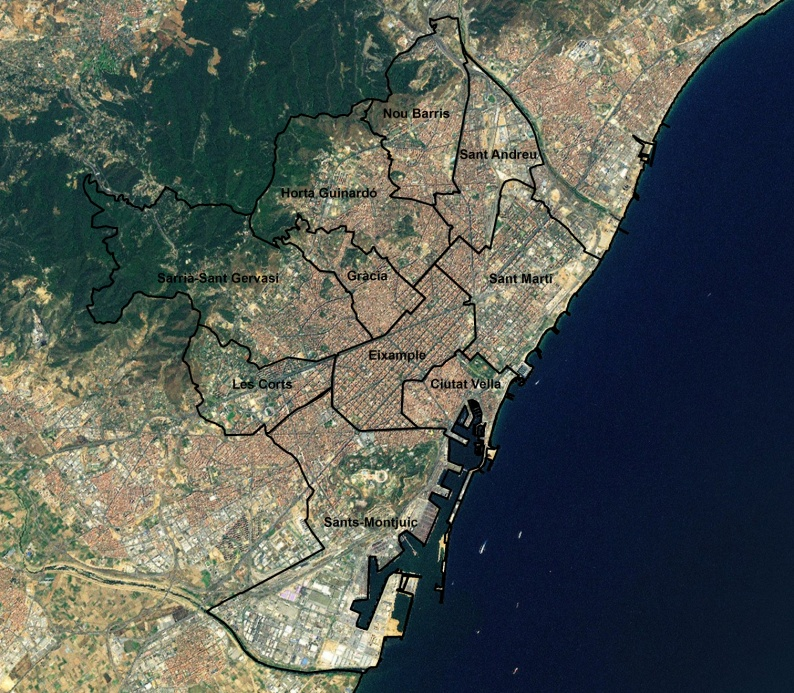 Nou Barris
Sant Andreu
Horta Guinardó
Sarrià-Sant Gervasi
Gràcia
Sant Martí
Eixample
Les Corts
Ciutat Vella
Sants-Montjuïc